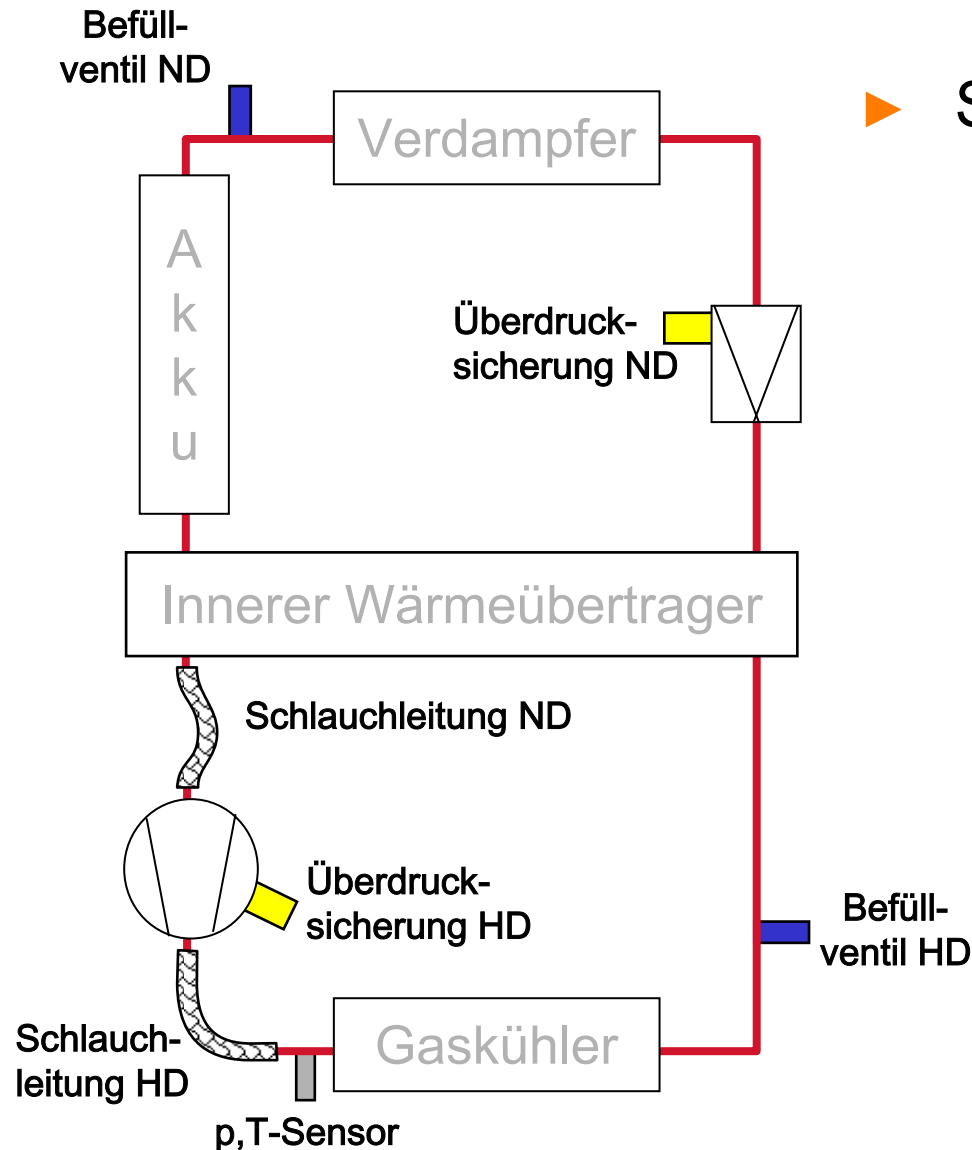 Befüll-
ventil ND
Verdampfer
S
A
k
k
u
Überdruck-
sicherung ND
Innerer Wärmeübertrager
Schlauchleitung ND
Überdruck-
sicherung HD
Befüll-
ventil HD
Schlauch-
leitung HD
Gaskühler
p,T-Sensor